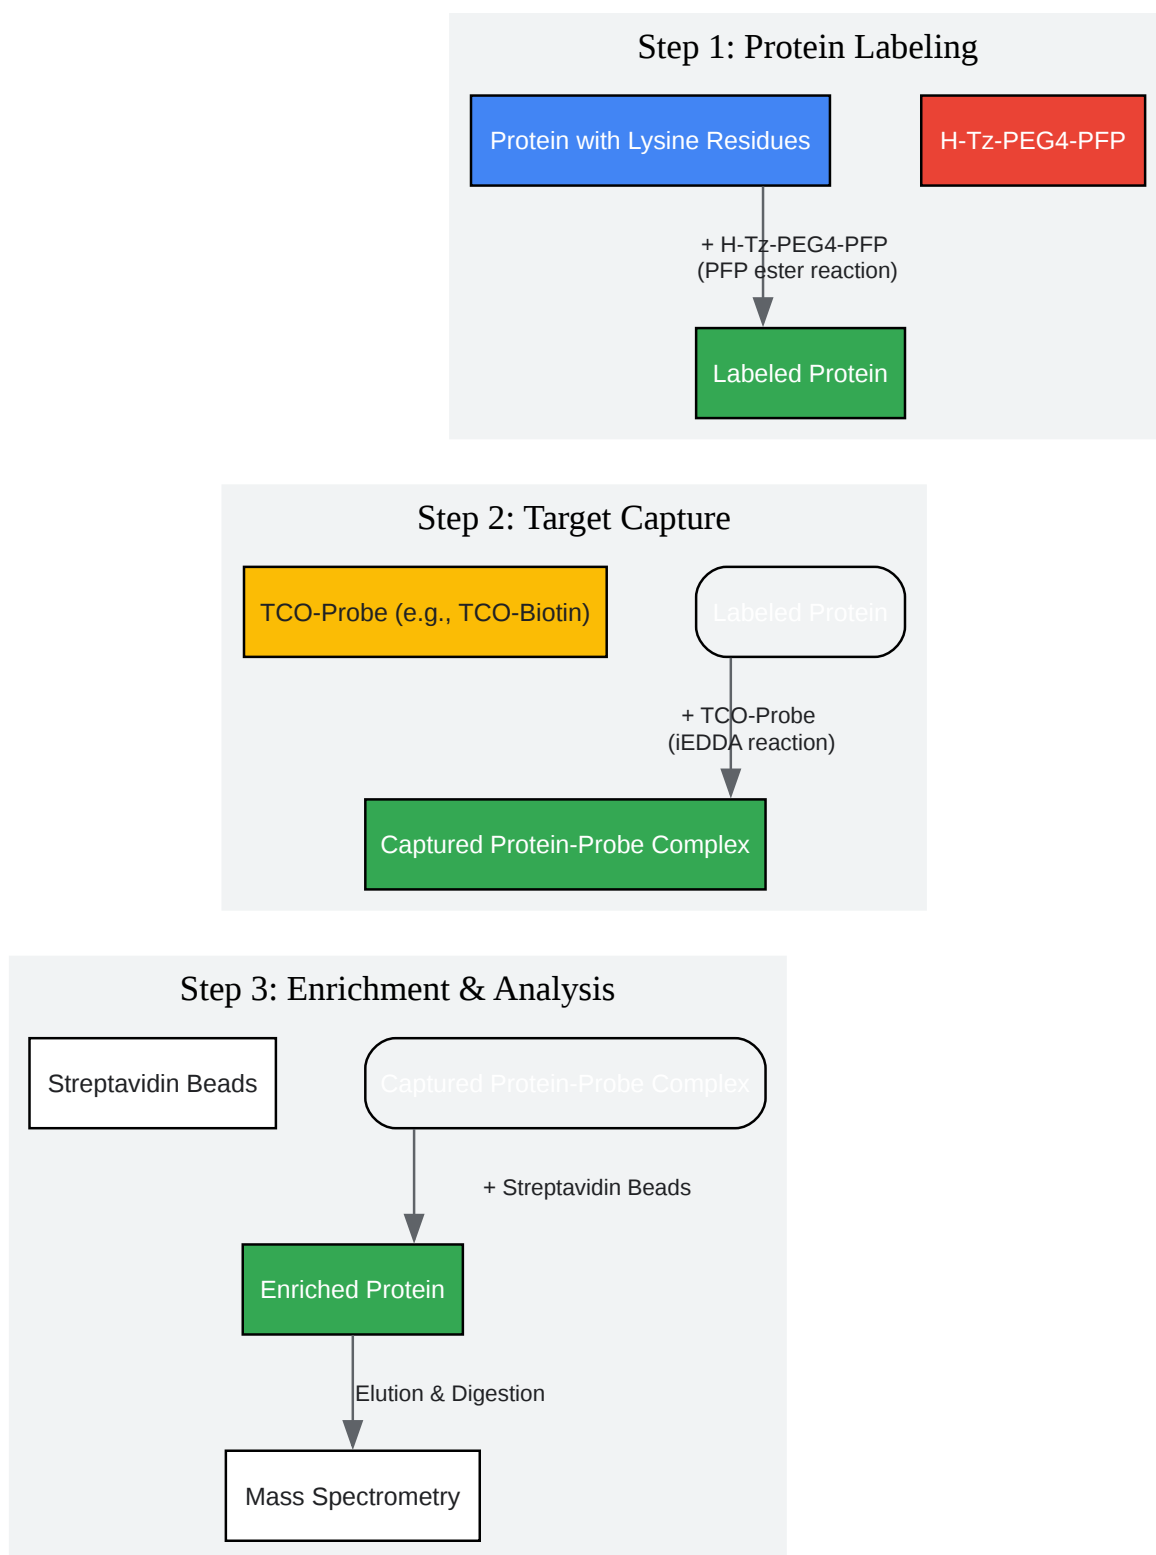 Step 1: Protein Labeling
Protein with Lysine Residues
H-Tz-PEG4-PFP
+ H-Tz-PEG4-PFP
(PFP ester reaction)
Labeled Protein
Step 2: Target Capture
TCO-Probe (e.g., TCO-Biotin)
Labeled Protein
+ TCO-Probe
(iEDDA reaction)
Captured Protein-Probe Complex
Step 3: Enrichment & Analysis
Streptavidin Beads
Captured Protein-Probe Complex
+ Streptavidin Beads
Enriched Protein
Elution & Digestion
Mass Spectrometry